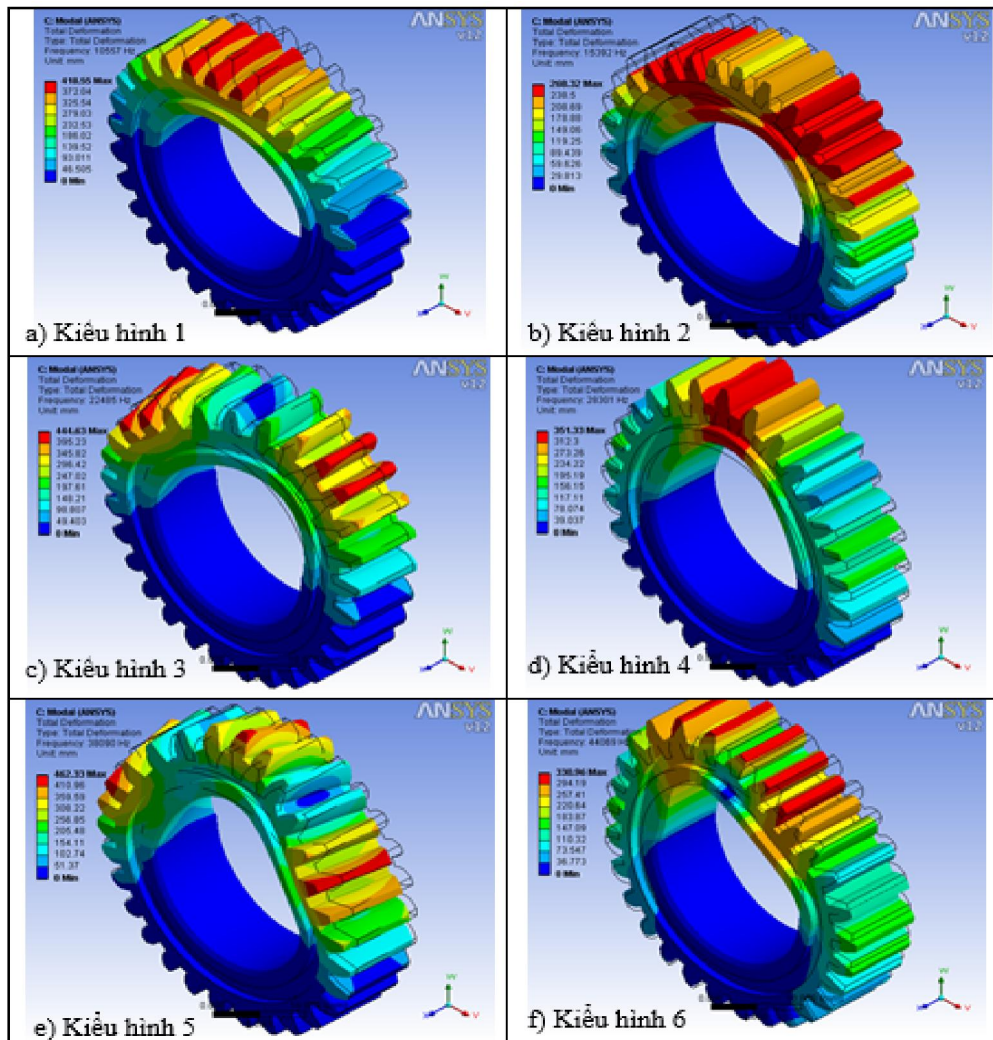 C: Modal (ANSYS)
Total Deformation
Type: Total Deformation
Frequency: 10557 Hz
Unit: mm
418.55 Max
372.04
325.54
279.03
232.53
186.02
139.52
93.011
46.505
0 Min
ANSYS
v12
a) Kiểu hình 1
C: Modal (ANSYS)
Total Deformation
Type: Total Deformation
Frequency: 15392 Hz
Unit: mm
268.32 Max
238.5
208.69
178.88
149.06
119.25
89.439
59.626
29.813
0 Min
ANSYS
v12
b) Kiểu hình 2
C: Modal (ANSYS)
Total Deformation
Type: Total Deformation
Frequency: 22485 Hz
Unit: mm
444.63 Max
395.23
345.82
296.42
247.02
197.61
148.21
98.807
49.403
0 Min
ANSYS
v12
c) Kiểu hình 3
C: Modal (ANSYS)
Total Deformation
Type: Total Deformation
Unit: mm
351.33 Max
312.3
273.26
234.22
195.19
156.15
117.11
78.074
39.037
0 Min
ANSYS
v12
d) Kiểu hình 4
C: Modal (ANSYS)
Total Deformation
Type: Total Deformation
Frequency: 38090 Hz
Unit: mm
462.33 Max
410.96
359.59
308.22
256.85
205.48
154.11
102.74
51.37
0 Min
ANSYS
v12
e) Kiểu hình 5
C: Modal (ANSYS)
Total Deformation
Type: Total Deformation
Frequency: 44069 Hz
Unit: mm
330.96 Max
294.19
257.41
220.64
183.87
147.09
110.32
73.547
36.773
0 Min
ANSYS
v12
f) Kiểu hình 6